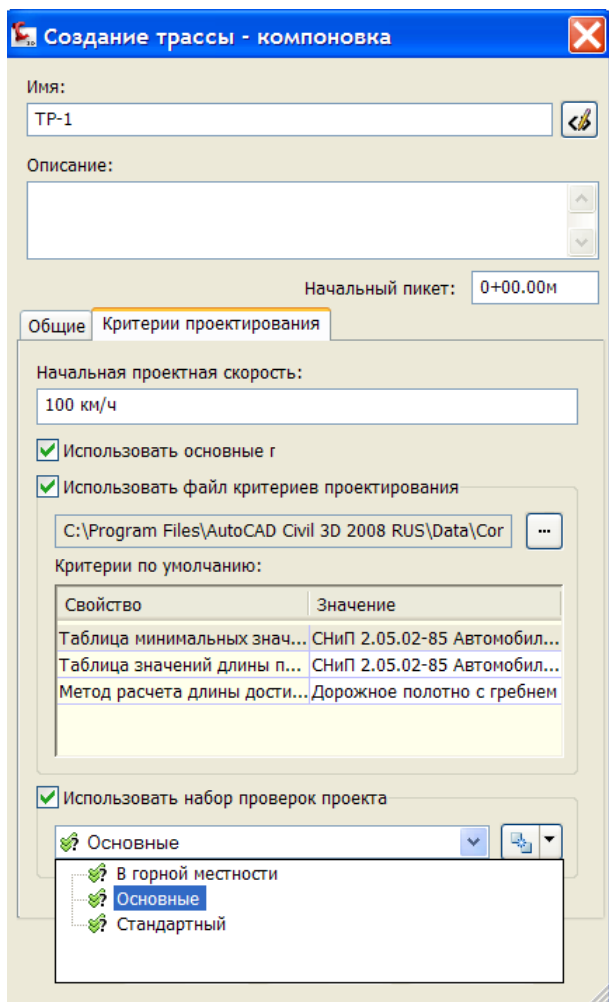 Создание трассы - компоновка
Имя:
ТР-1
Описание:
Начальный пикет: 0+00.00м
Общие Критерии проектирования
Начальная проектная скорость:
100 км/ч
Использовать основные г
Использовать файл критериев проектирования
C:\Program Files\AutoCAD Civil 3D 2008 RUS\Data\Cor ...
Критерии по умолчанию:
Свойство Значение
Таблица минимальных знач... СНиП 2.05.02-85 Автомобил...
Таблица значений длины п... СНиП 2.05.02-85 Автомобил...
Метод расчета длины дости... Дорожное полотно с гребнем
Использовать набор проверок проекта
Основные
В горной местности
Основные
Стандартный